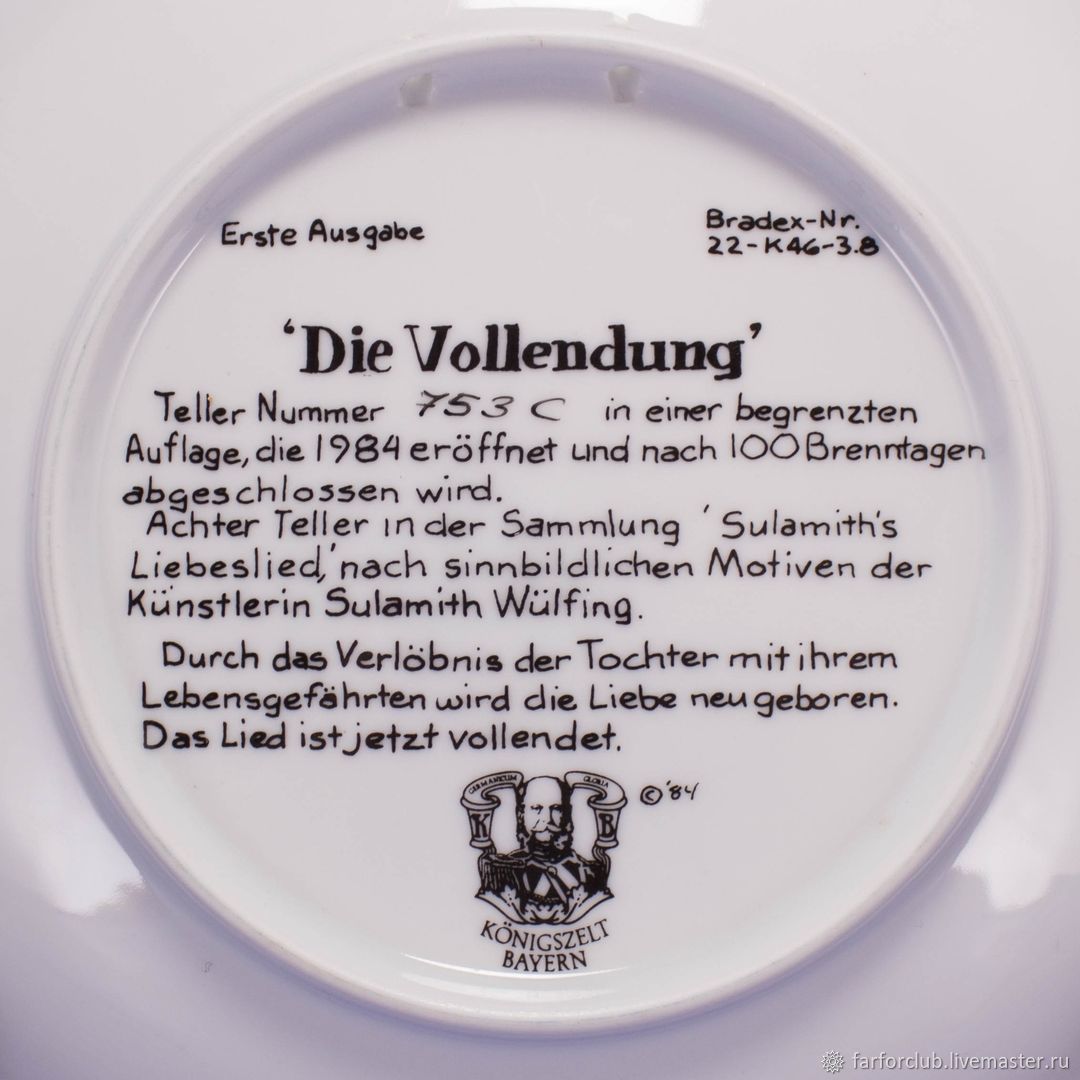 Erste Ausgabe
Bradex-Nr.
22-K46-3.8
‘Die Vollendung’
Teller Nummer 753 C in einer begrenzten
Auflage, die 1984 eröffnet und nach 100 Brenntagen
abgeschlossen wird.
Achter Teller in der Sammlung ‘Sulamith's
Liebeslied,’ nach sinnbildlichen Motiven der
Künstlerin Sulamith Wülfing.
Durch das Verlöbnis der Tochter mit ihrem
Lebensgefährten wird die Liebe neu geboren.
Das Lied ist jetzt vollendet.
GERMANICUM GLORIA
K B
© '84
KÖNIGSZELT
BAYERN
farforclub.livemaster.ru